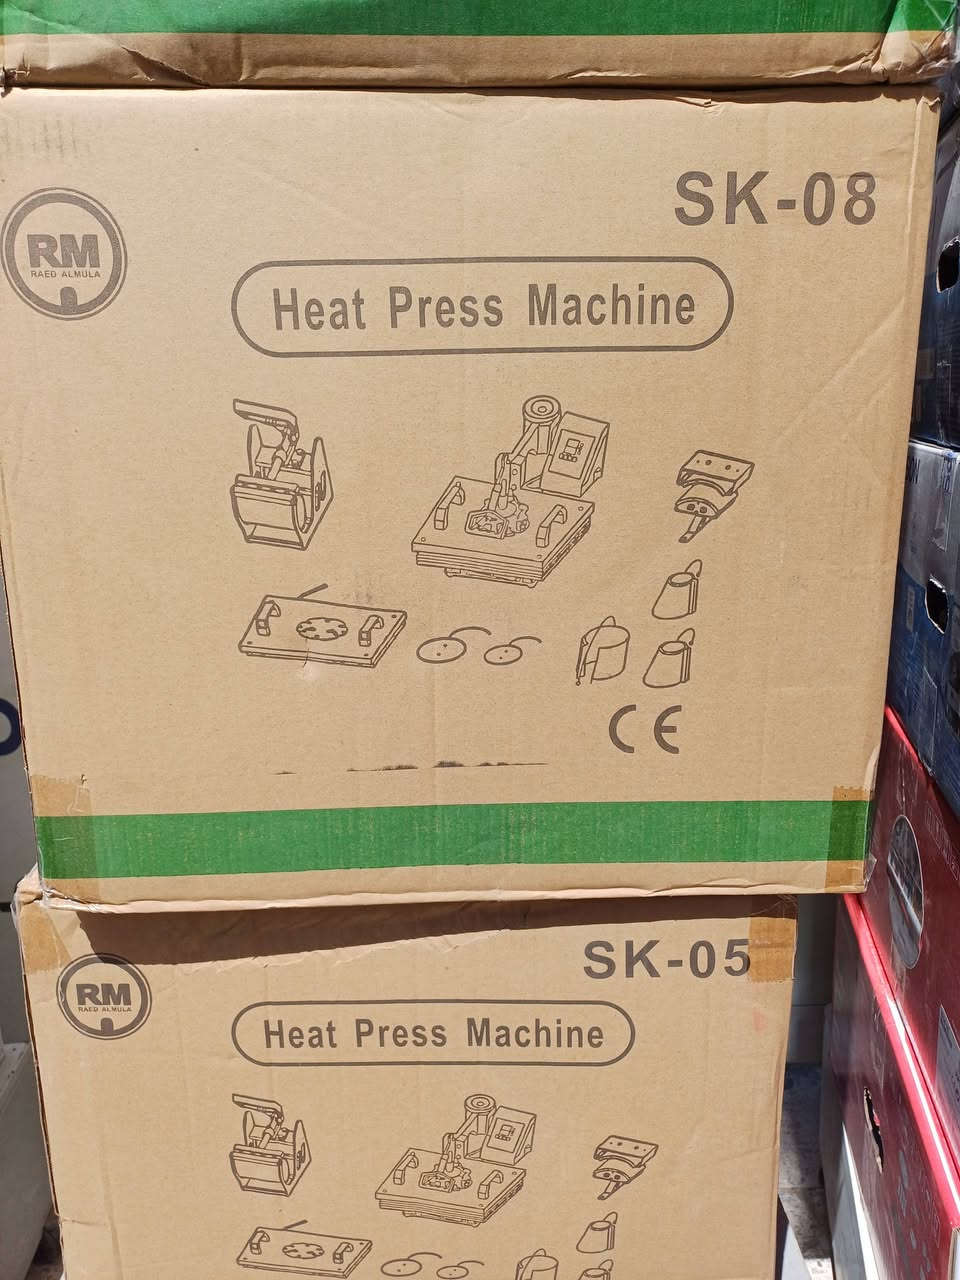 SK-08
RM
RAED ALMULA
Heat Press Machine
CE
SK-05
RM
RAED ALMULA
Heat Press Machine